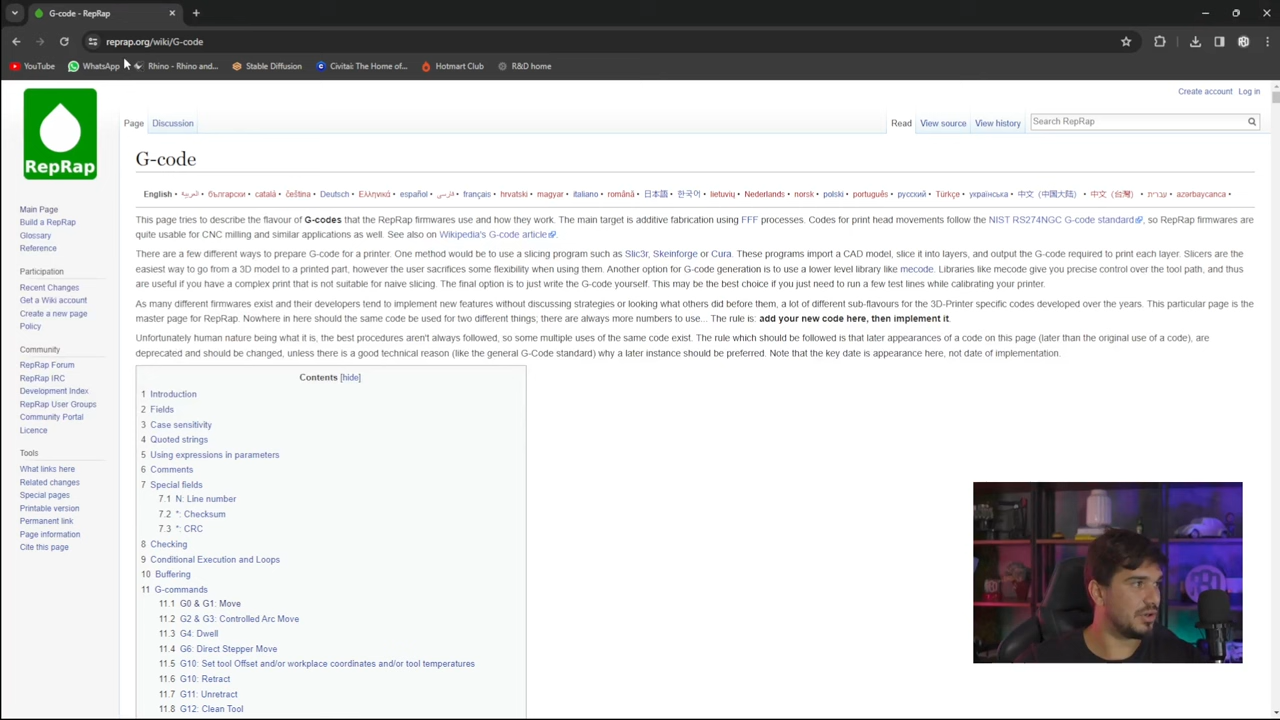 G-code - RepRap
reprap.org/wiki/G-code
YouTube
WhatsApp
Rhino - Rhino and...
Stable Diffusion
Civitai: The Home of...
Hotmart Club
R&D home
Create account Log in
RepRap
Page Discussion
Read View source View history
Search RepRap
G-code
English • العربية • български • català • čeština • Deutsch • Ελληνικά • español • فارسی • français • hrvatski • magyar • italiano • română • 日本語 • 한국어 • lietuvių • Nederlands • norsk • polski • português • русский • Türkçe • українська • 中文（中国大陆） • 中文（台灣） • עברית • azərbaycanca •
This page tries to describe the flavour of G-codes that the RepRap firmwares use and how they work. The main target is additive fabrication using FFF processes. Codes for print head movements follow the NIST RS274NGC G-code standard, so RepRap firmwares are
quite usable for CNC milling and similar applications as well. See also on Wikipedia's G-code article.
There are a few different ways to prepare G-code for a printer. One method would be to use a slicing program such as Slic3r, Skeinforge or Cura. These programs import a CAD model, slice it into layers, and output the G-code required to print each layer. Slicers are the
easiest way to go from a 3D model to a printed part, however the user sacrifices some flexibility when using them. Another option for G-code generation is to use a lower level library like mecode. Libraries like mecode give you precise control over the tool path, and thus
are useful if you have a complex print that is not suitable for naive slicing. The final option is to just write the G-code yourself. This may be the best choice if you just need to run a few test lines while calibrating your printer.
As many different firmwares exist and their developers tend to implement new features without discussing strategies or looking what others did before them, a lot of different sub-flavours for the 3D-Printer specific codes developed over the years. This particular page is the
master page for RepRap. Nowhere in here should the same code be used for two different things; there are always more numbers to use... The rule is: add your new code here, then implement it.
Unfortunately human nature being what it is, the best procedures aren't always followed, so some multiple uses of the same code exist. The rule which should be followed is that later appearances of a code on this page (later than the original use of a code), are
deprecated and should be changed, unless there is a good technical reason (like the general G-Code standard) why a later instance should be preferred. Note that the key date is appearance here, not date of implementation.
Main Page
Build a RepRap
Glossary
Reference
Participation
Recent Changes
Get a Wiki account
Create a new page
Policy
Community
RepRap Forum
RepRap IRC
Development Index
RepRap User Groups
Community Portal
Licence
Tools
What links here
Related changes
Special pages
Printable version
Permanent link
Page information
Cite this page
Contents [hide]
1 Introduction
2 Fields
3 Case sensitivity
4 Quoted strings
5 Using expressions in parameters
6 Comments
7 Special fields
7.1 N: Line number
7.2 *: Checksum
7.3 *: CRC
8 Checking
9 Conditional Execution and Loops
10 Buffering
11 G-commands
11.1 G0 & G1: Move
11.2 G2 & G3: Controlled Arc Move
11.3 G4: Dwell
11.4 G6: Direct Stepper Move
11.5 G10: Set tool Offset and/or workplace coordinates and/or tool temperatures
11.6 G10: Retract
11.7 G11: Unretract
11.8 G12: Clean Tool